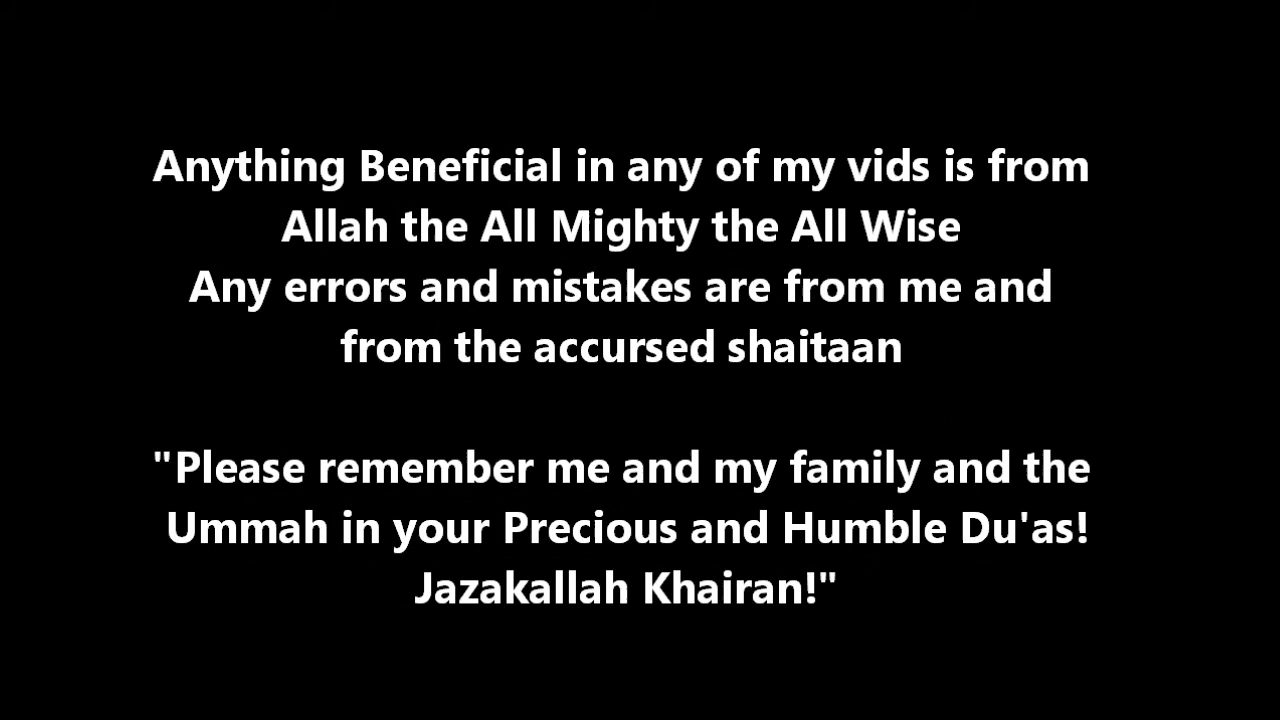 Anything Beneficial in any of my vids is from
Allah the All Mighty the All Wise
Any errors and mistakes are from me and
from the accursed shaitaan
"Please remember me and my family and the
Ummah in your Precious and Humble Du'as!
Jazakallah Khairan!"